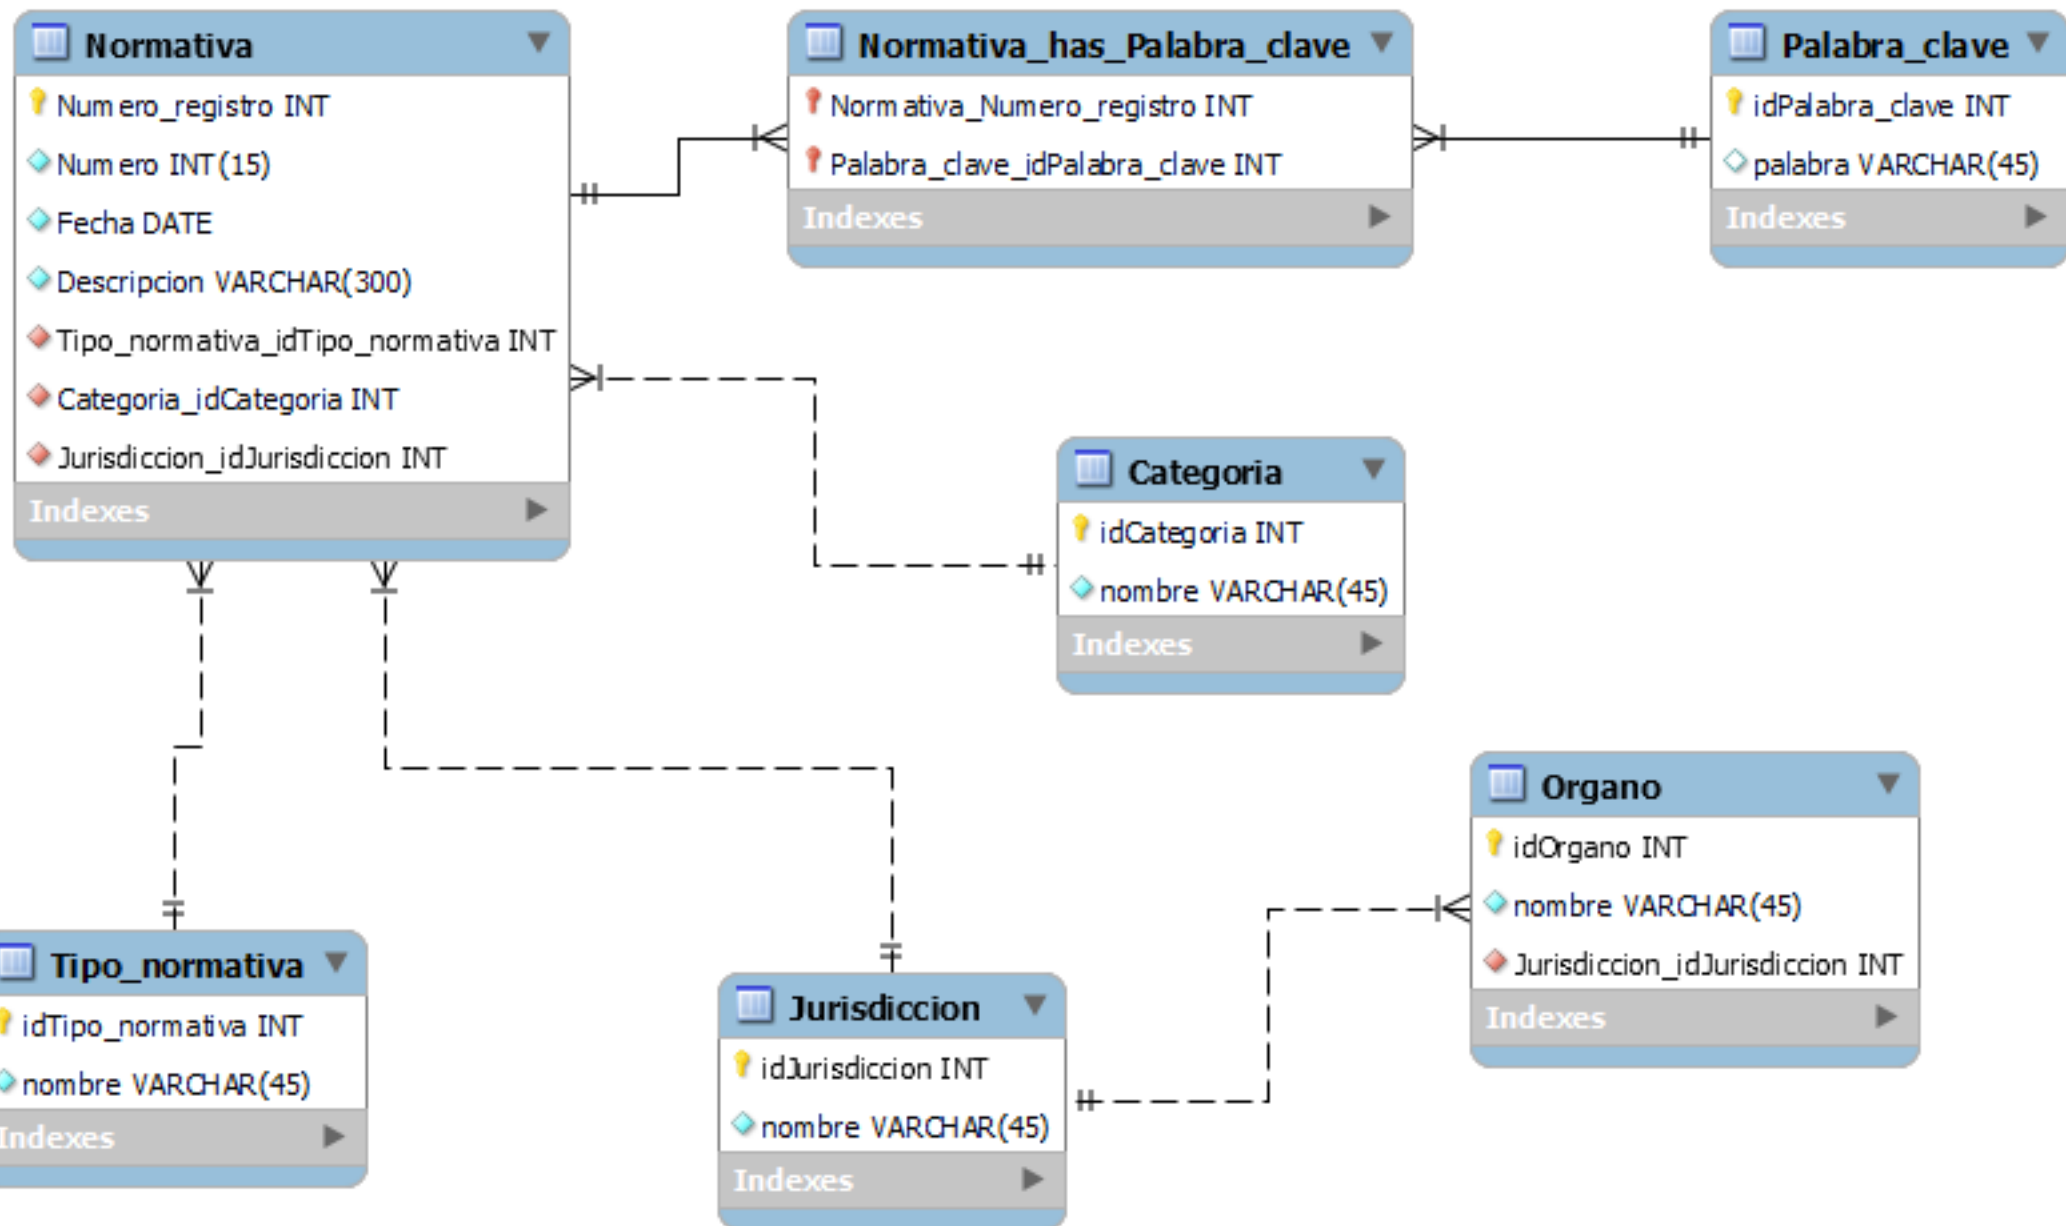 Normativa
Numero_registro INT
Numero INT(15)
Fecha DATE
Descripcion VARCHAR(300)
Tipo_normativa_idTipo_normativa INT
Categoria_idCategoria INT
Jurisdiccion_idJurisdiccion INT
Indexes
Normativa_has_Palabra_clave
Normativa_Numero_registro INT
Palabra_clave_idPalabra_clave INT
Indexes
Palabra_clave
idPalabra_clave INT
palabra VARCHAR(45)
Indexes
Categoria
idCategoria INT
nombre VARCHAR(45)
Indexes
Organo
idOrgano INT
nombre VARCHAR(45)
Jurisdiccion_idJurisdiccion INT
Indexes
Tipo_normativa
idTipo_normativa INT
nombre VARCHAR(45)
Indexes
Jurisdiccion
idJurisdiccion INT
nombre VARCHAR(45)
Indexes